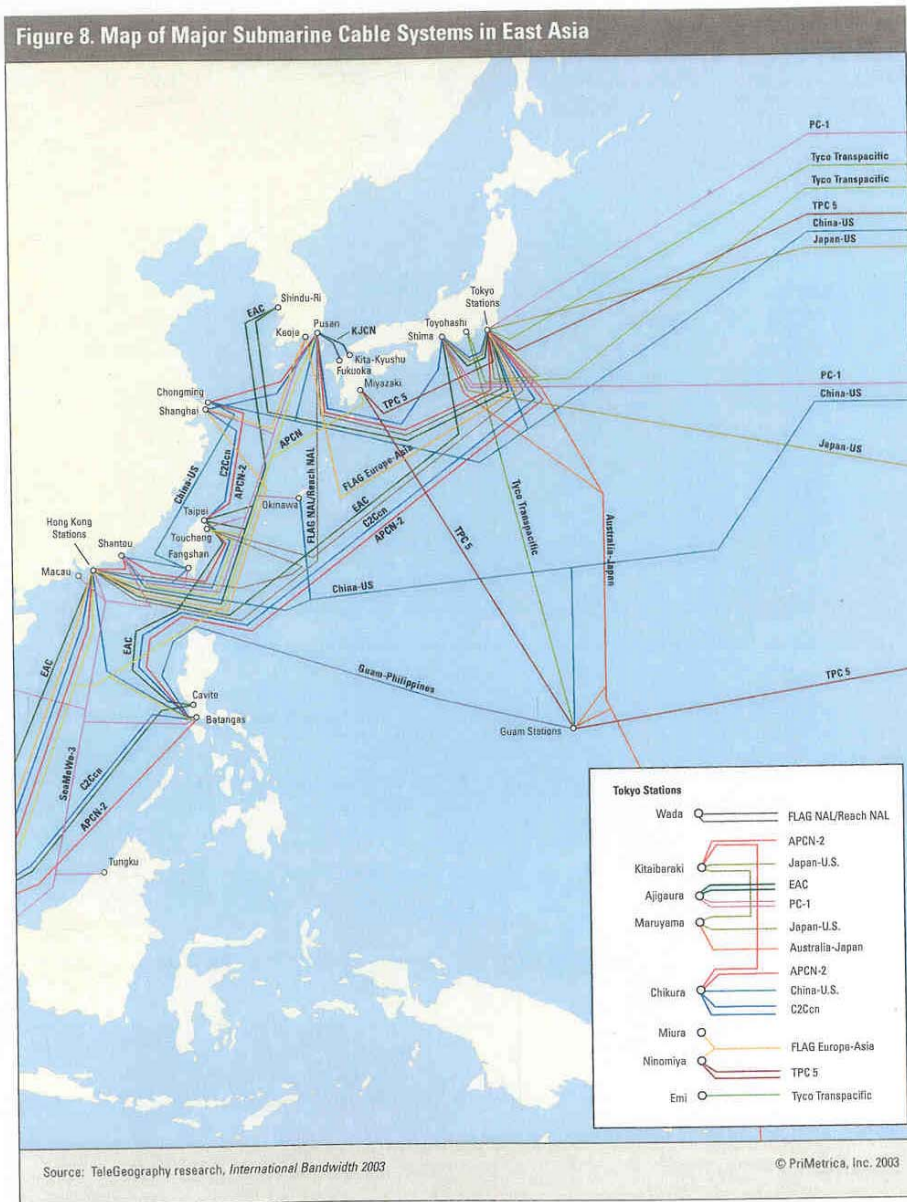 Figure 8. Map of Major Submarine Cable Systems in East Asia
PC-1
Tyco Transpacific
Tyco Transpacific
TPC 5
China-US
Japan-US
Shindu-Ri
EAC
Keoje
Pusan
KJCN
Kita-Kyushu
Fukuoka
Miyazaki
Toyohashi
Shima
Tokyo
Stations
TPC 5
PC-1
China-US
Japan-US
Chongming
Shanghai
APCN
China-US
C2Ccn
APCN-2
FLAG Europe-Asia
Okinawa
FLAG NAL/Reach NAL
EAC
C2Ccn
APCN-2
TPC 5
Tyco Transpacific
Australia-Japan
Taipsi
Touchang
Fangshan
Hong Kong
Stations
Shantou
Macau
China-US
EAC
EAC
Guam-Philippines
TPC 5
Guam Stations
Cavite
Batangas
SeaMeWe-3
C2Ccn
APCN-2
Tungku
Tokyo Stations
Wada
FLAG NAL/Reach NAL
APCN-2
Kitaibaraki
Japan-U.S.
Ajigaura
EAC
PC-1
Maruyama
Japan-U.S.
Australia-Japan
APCN-2
Chikura
China-U.S.
C2Ccn
Miura
FLAG Europe-Asia
Ninomiya
TPC 5
Emi
Tyco Transpacific
Source: TeleGeography research, International Bandwidth 2003
© PriMetrica, Inc. 2003